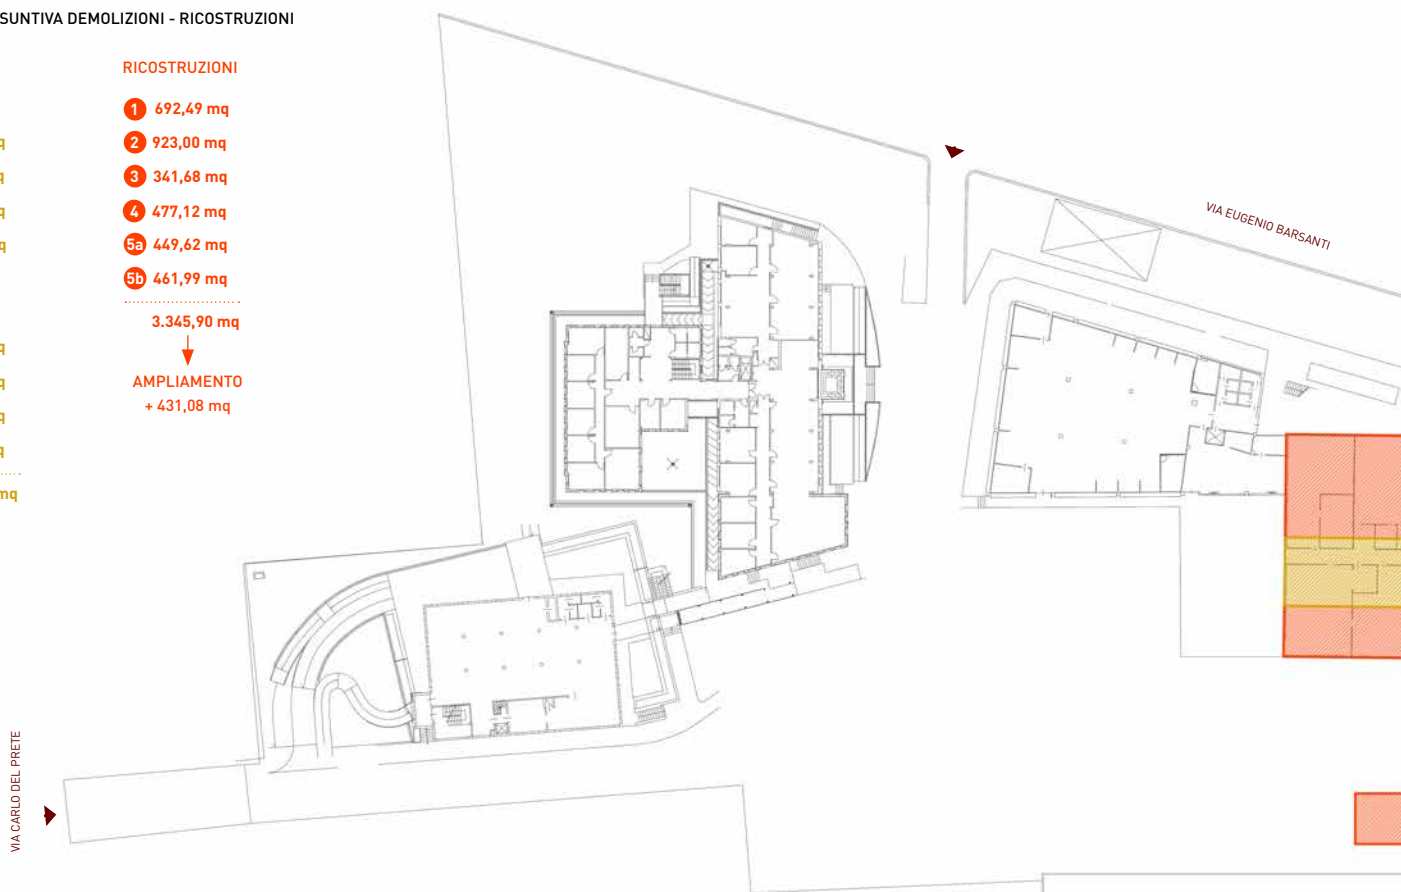 SUNTIVA DEMOLIZIONI - RICOSTRUZIONI
RICOSTRUZIONI
1 692,49 mq
2 923,00 mq
3 341,68 mq
4 477,12 mq
5a 449,62 mq
5b 461,99 mq
3.345,90 mq
AMPLIAMENTO
+ 431,08 mq
q
q
q
q
q
q
q
q
mq
VIA EUGENIO BARSANTI
VIA CARLO DEL PRETE